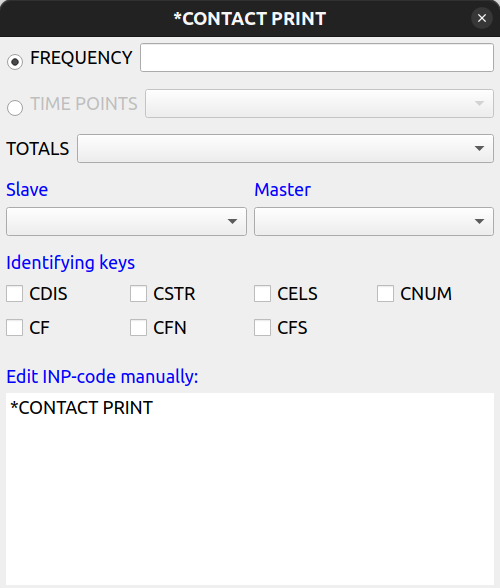 *CONTACT PRINT
FREQUENCY
TIME POINTS
TOTALS
Slave Master
Identifying keys
CDIS CSTR CELS CNUM
CF CFN CFS
Edit INP-code manually:
*CONTACT PRINT